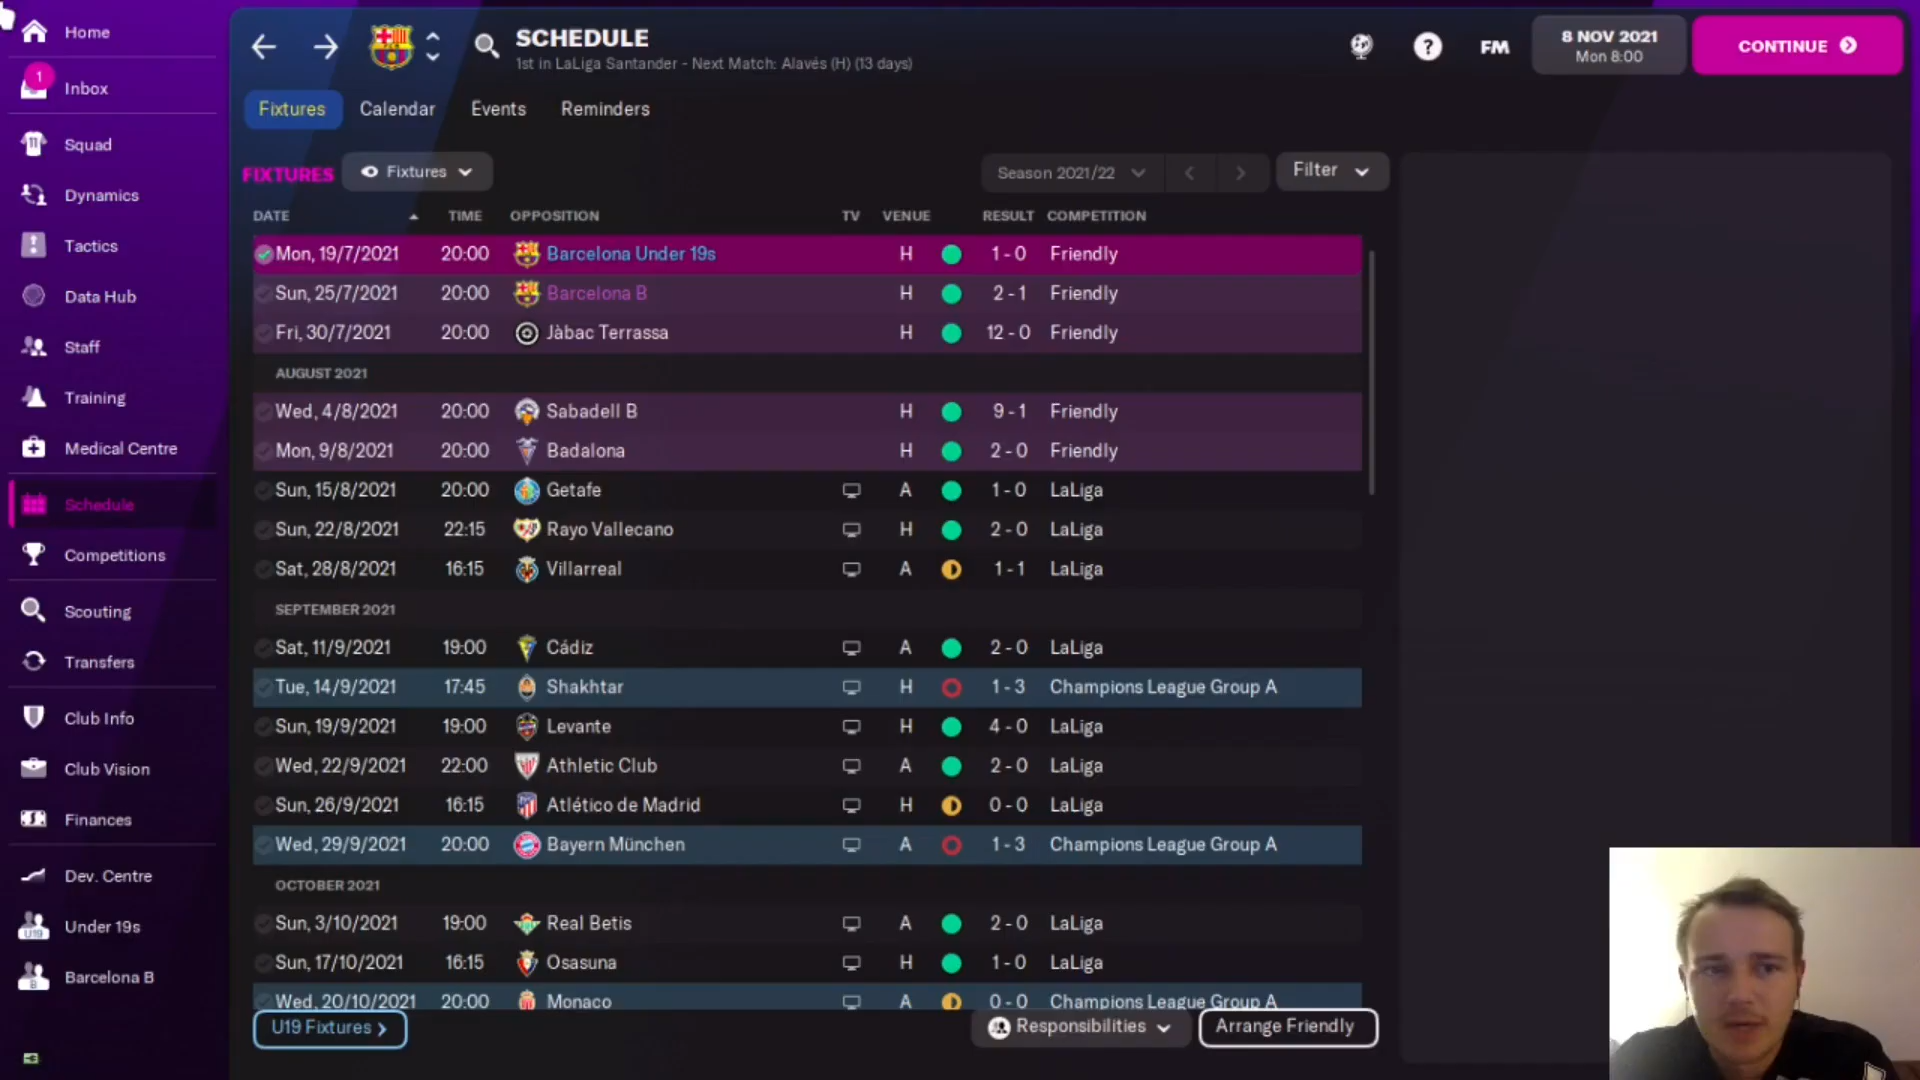 Home
1
Inbox
Squad
Dynamics
Tactics
Data Hub
Staff
Training
Medical Centre
Schedule
Competitions
Scouting
Transfers
Club Info
Club Vision
Finances
Dev. Centre
Under 19s
Barcelona B
SCHEDULE
1st in LaLiga Santander - Next Match: Alavés (H) (13 days)
FM
8 NOV 2021
Mon 8:00
CONTINUE
Fixtures Calendar Events Reminders
FIXTURES Fixtures Season 2021/22 Filter
DATE TIME OPPOSITION TV VENUE RESULT COMPETITION
Mon, 19/7/2021 20:00 Barcelona Under 19s H 1 - 0 Friendly
Sun, 25/7/2021 20:00 Barcelona B H 2 - 1 Friendly
Fri, 30/7/2021 20:00 Jàbac Terrassa H 12 - 0 Friendly
AUGUST 2021
Wed, 4/8/2021 20:00 Sabadell B H 9 - 1 Friendly
Mon, 9/8/2021 20:00 Badalona H 2 - 0 Friendly
Sun, 15/8/2021 20:00 Getafe A 1 - 0 LaLiga
Sun, 22/8/2021 22:15 Rayo Vallecano H 2 - 0 LaLiga
Sat, 28/8/2021 16:15 Villarreal A 1 - 1 LaLiga
SEPTEMBER 2021
Sat, 11/9/2021 19:00 Cádiz A 2 - 0 LaLiga
Tue, 14/9/2021 17:45 Shakhtar H 1 - 3 Champions League Group A
Sun, 19/9/2021 19:00 Levante H 4 - 0 LaLiga
Wed, 22/9/2021 22:00 Athletic Club A 2 - 0 LaLiga
Sun, 26/9/2021 16:15 Atlético de Madrid H 0 - 0 LaLiga
Wed, 29/9/2021 20:00 Bayern München A 1 - 3 Champions League Group A
OCTOBER 2021
Sun, 3/10/2021 19:00 Real Betis A 2 - 0 LaLiga
Sun, 17/10/2021 16:15 Osasuna H 1 - 0 LaLiga
Wed, 20/10/2021 20:00 Monaco A 0 - 0 Champions League Group A
U19 Fixtures Responsibilities Arrange Friendly